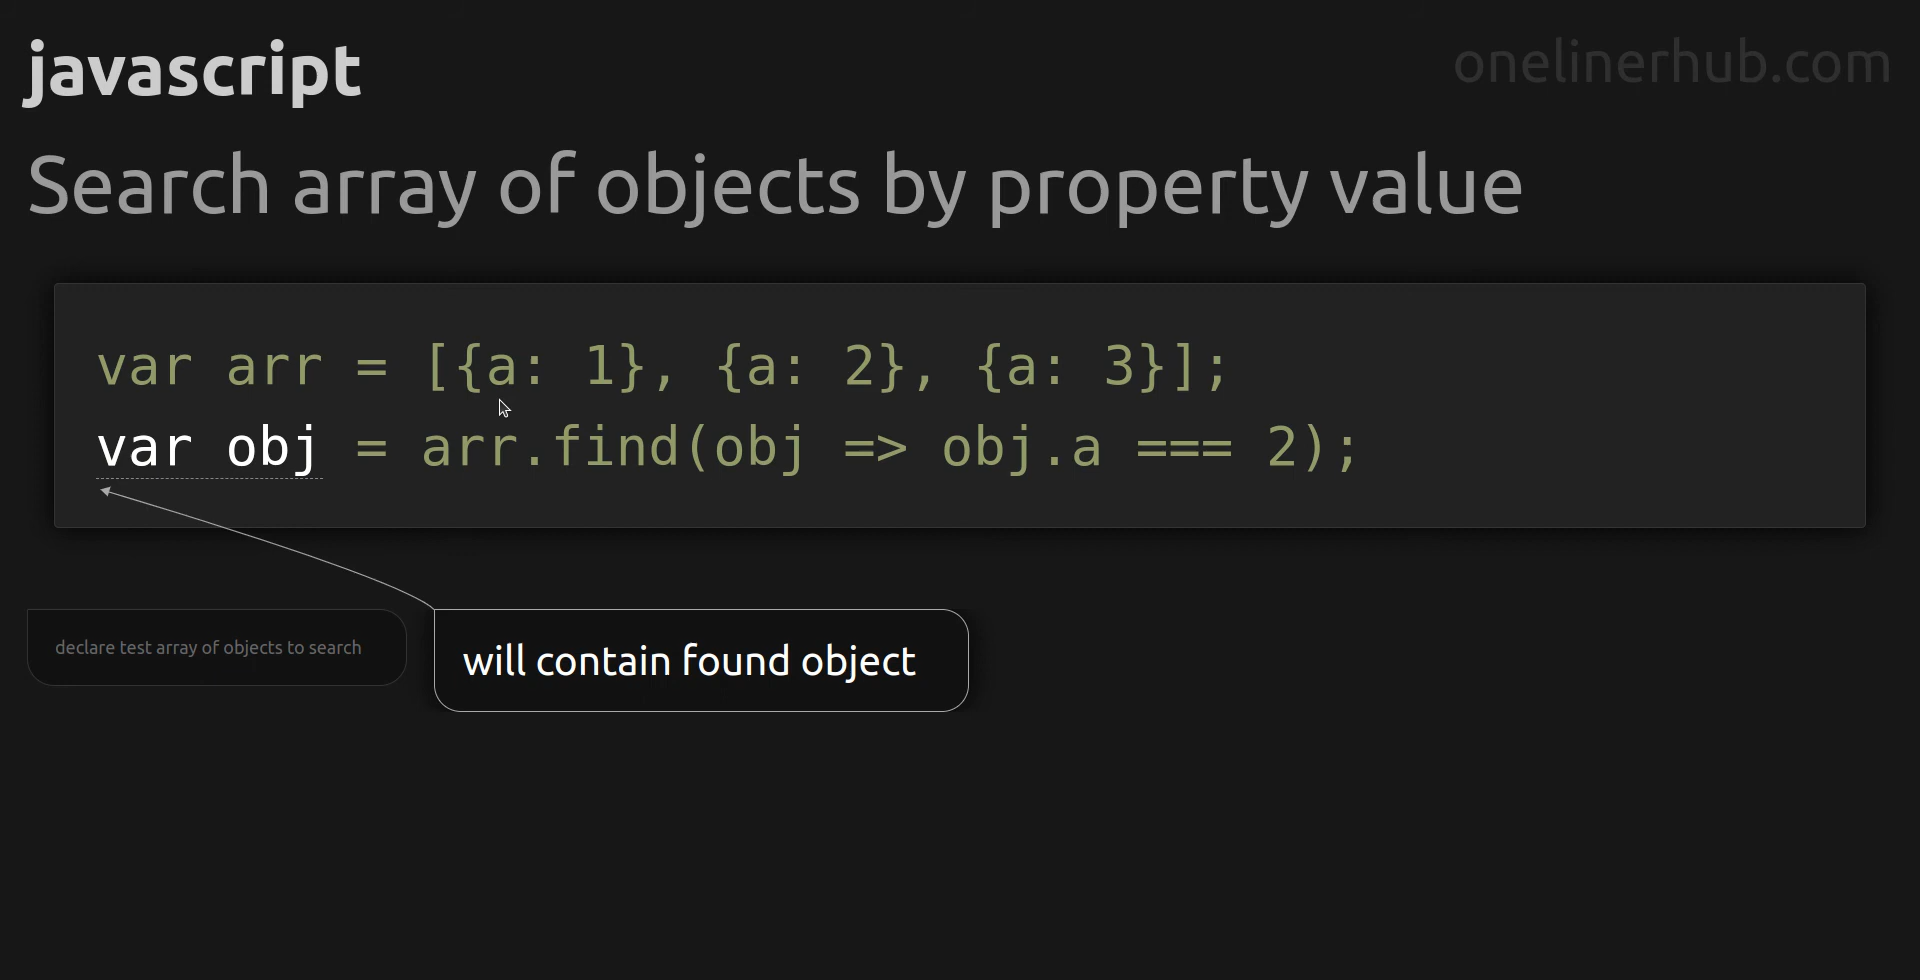 javascript
onelinerhub.com
Search array of objects by property value
var arr = [{a: 1}, {a: 2}, {a: 3}];
var obj = arr.find(obj => obj.a === 2);
declare test array of objects to search
will contain found object